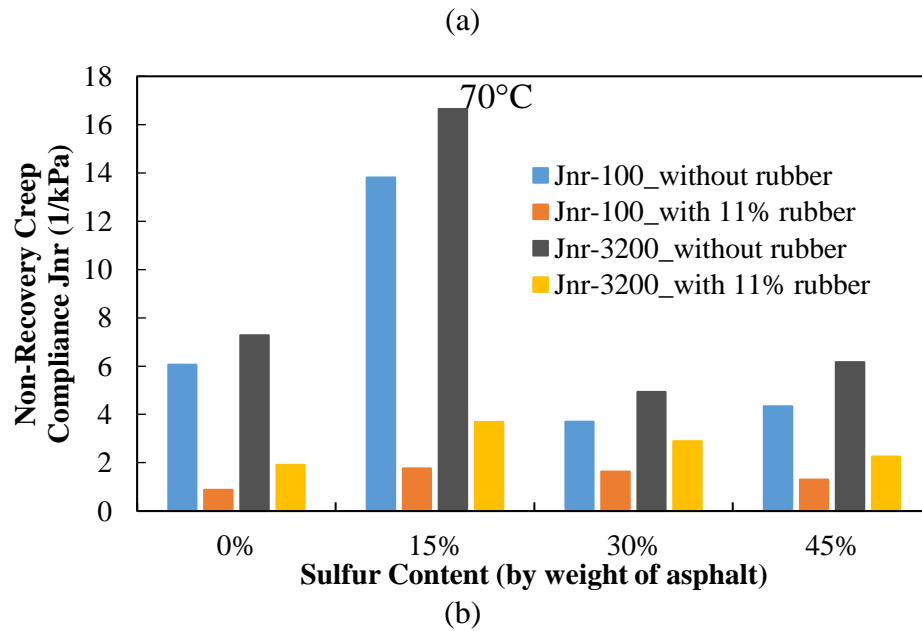 (a)
18
16
14
12
10
8
6
4
2
0
Non-Recovery Creep
Compliance Jnr (1/kPa)
70°C
Jnr-100_without rubber
Jnr-100_with 11% rubber
Jnr-3200_without rubber
Jnr-3200_with 11% rubber
0% 15% 30% 45%
Sulfur Content (by weight of asphalt)
(b)